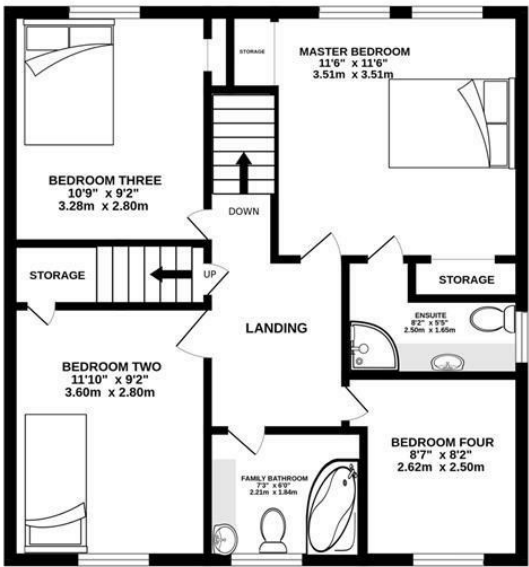 STORAGE
MASTER BEDROOM
11'6" x 11'6"
3.51m x 3.51m
BEDROOM THREE
10'9" x 9'2"
3.28m x 2.80m
DOWN
STORAGE
UP
STORAGE
LANDING
ENSUITE
8'2" x 5'5"
2.50m x 1.65m
BEDROOM TWO
11'10" x 9'2"
3.60m x 2.80m
BEDROOM FOUR
8'7" x 8'2"
2.62m x 2.50m
FAMILY BATHROOM
7'3" x 6'0"
2.21m x 1.84m